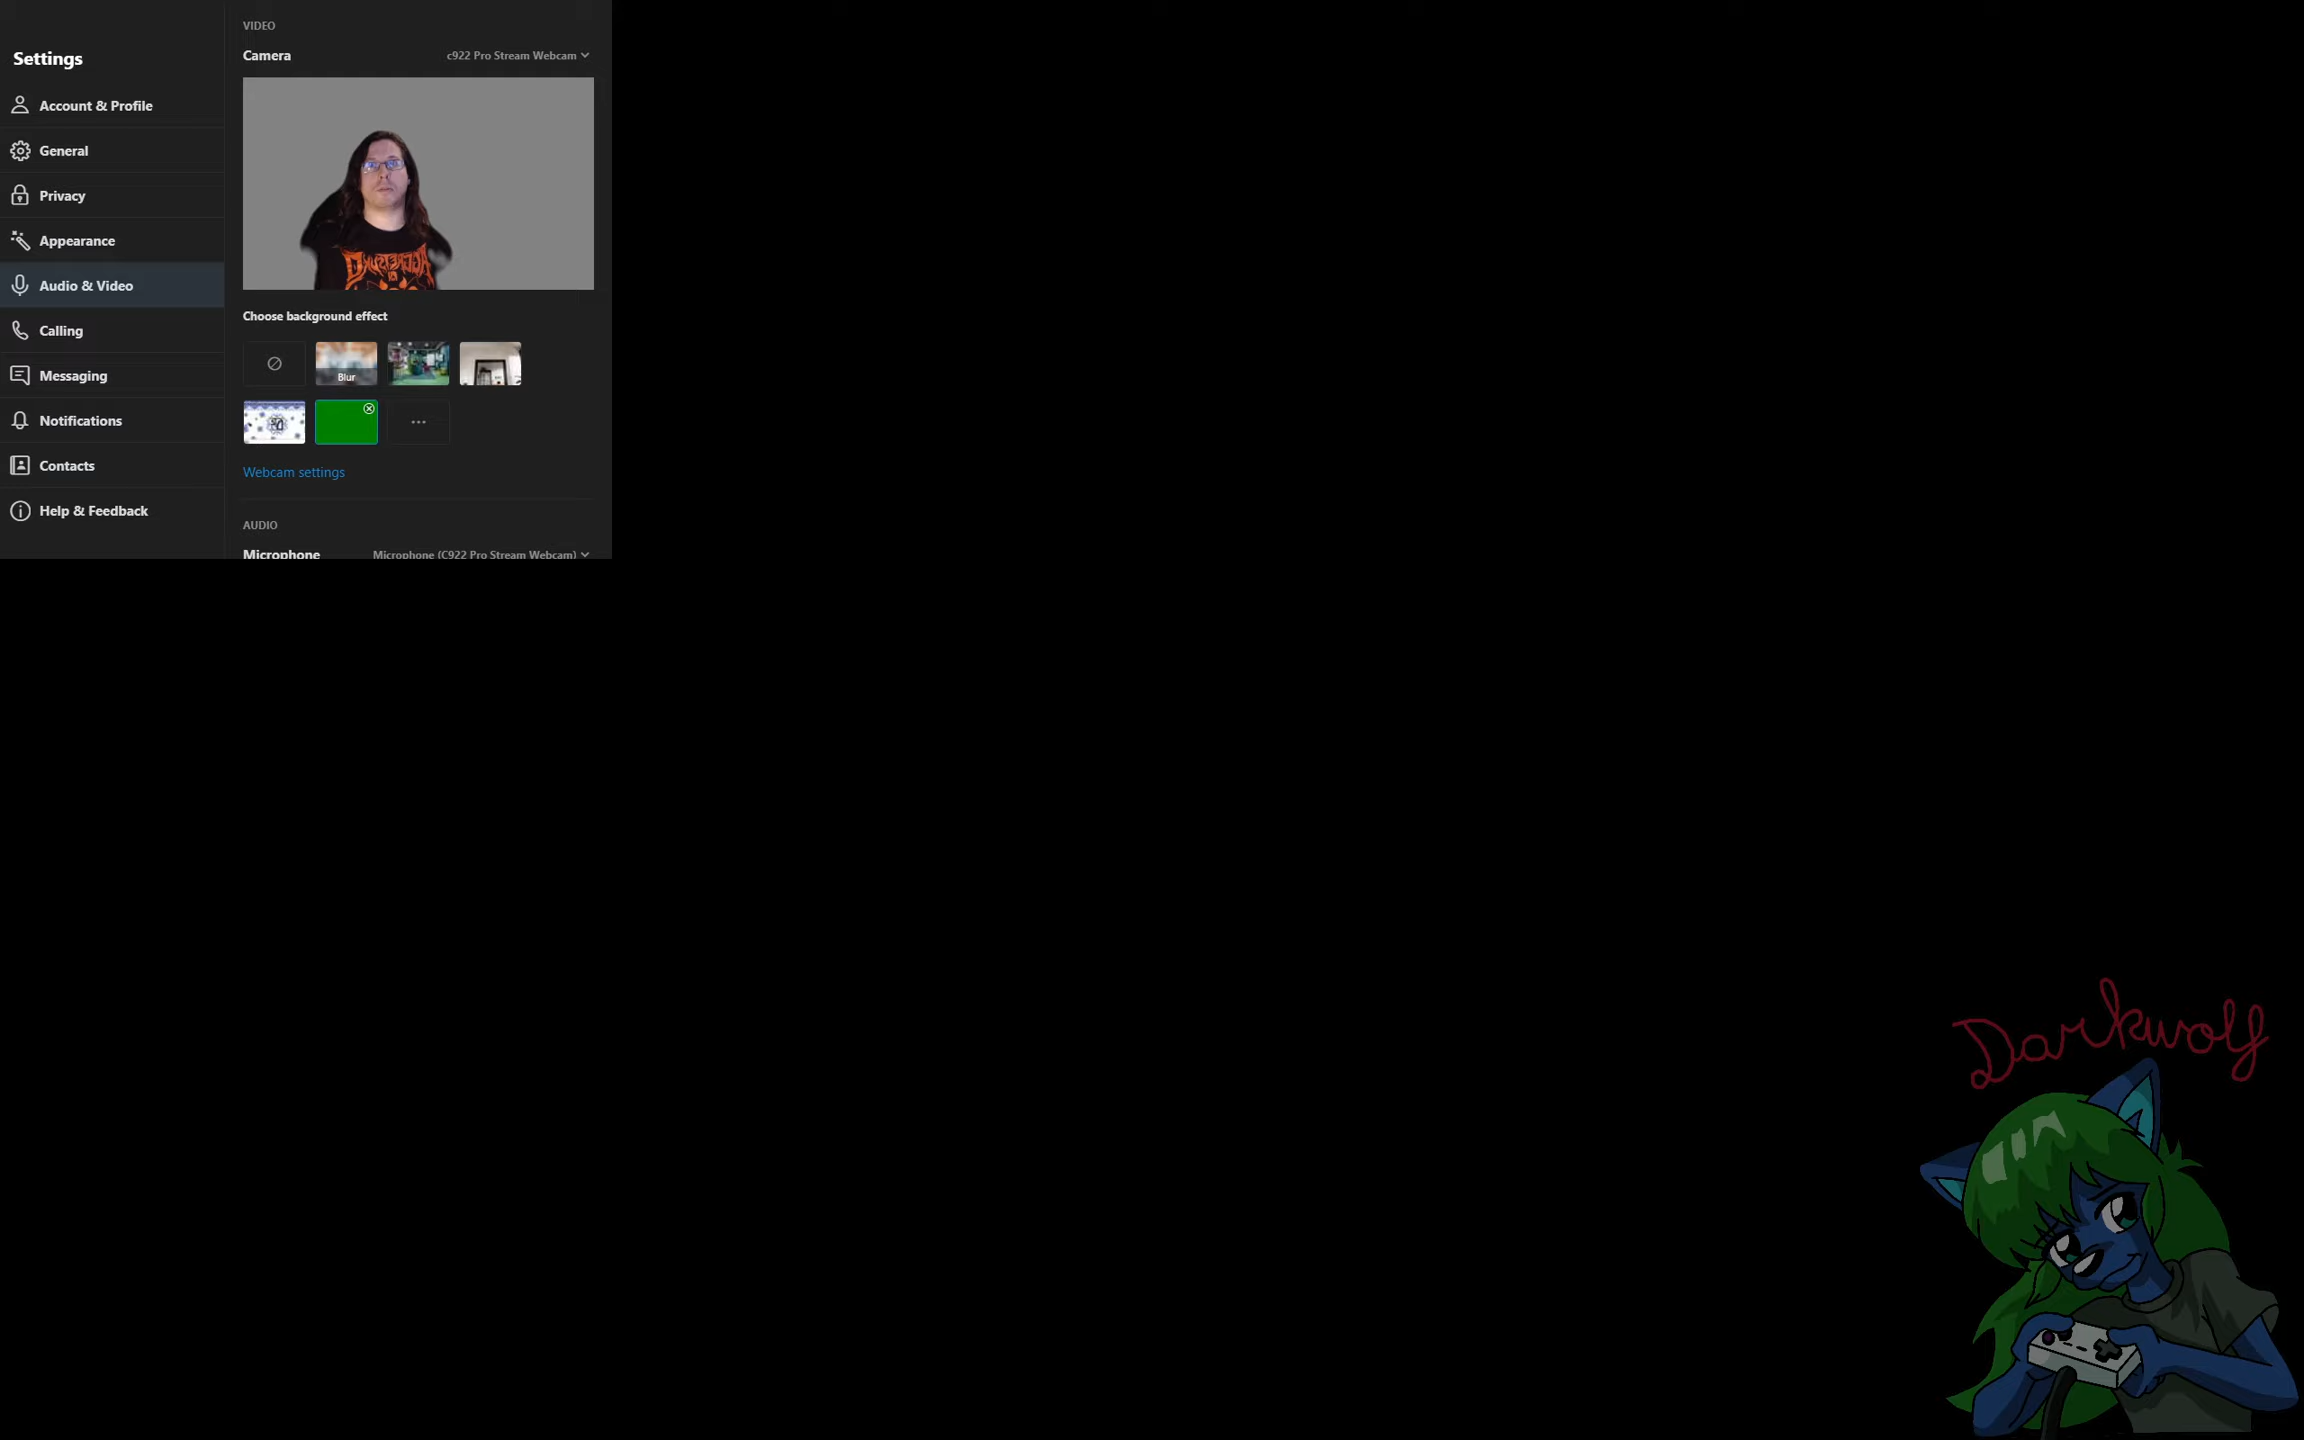 VIDEO
Settings
Camera
c922 Pro Stream Webcam
Account & Profile
General
Privacy
Appearance
Audio & Video
Calling
Messaging
Notifications
Contacts
Help & Feedback
Choose background effect
Blur
Webcam settings
AUDIO
Microphone
Microphone (C922 Pro Stream Webcam)
Darkwolf